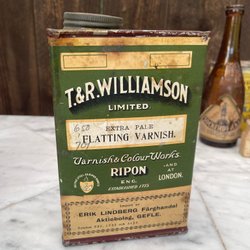 T.&R. WILLIAMSON
LIMITED
EXTRA PALE
FLATTING VARNISH.
Varnish & Colour Works.
RIPON
ENG.
AND AT
LONDON.
ESTABLISHED 1775.
ERIK LINDBERG Färghandel
Aktiebolag, GEFLE.